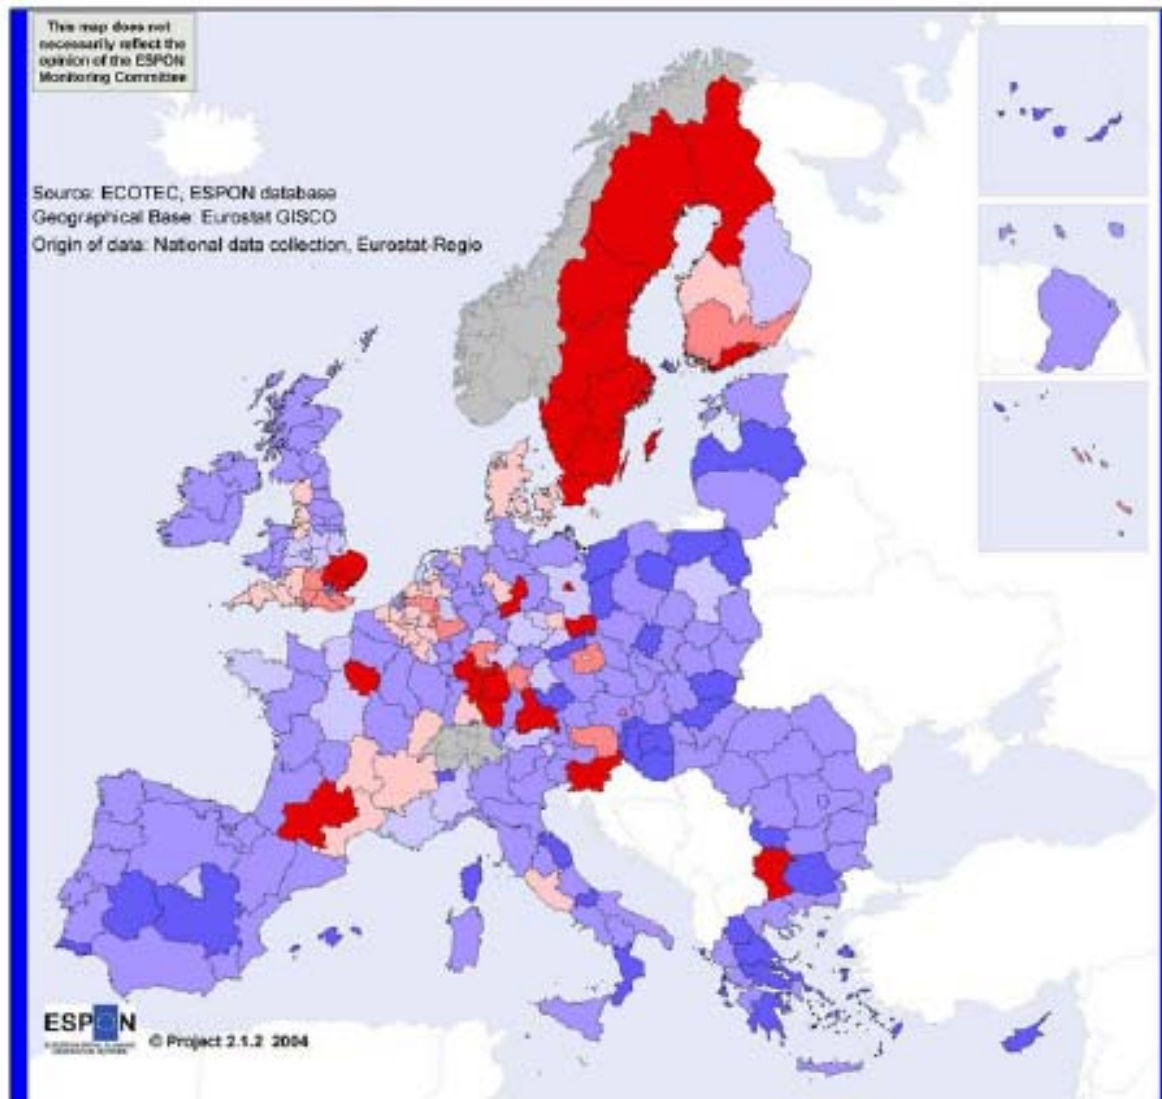 This map does not
necessarily reflect the
opinion of the ESPON
Monitoring Committee
Source: ECOTEC, ESPON database
Geographical Base: Eurostat GISCO
Origin of data: National data collection, Eurostat-Regio
ESPON
© Project 2.1.2 2004